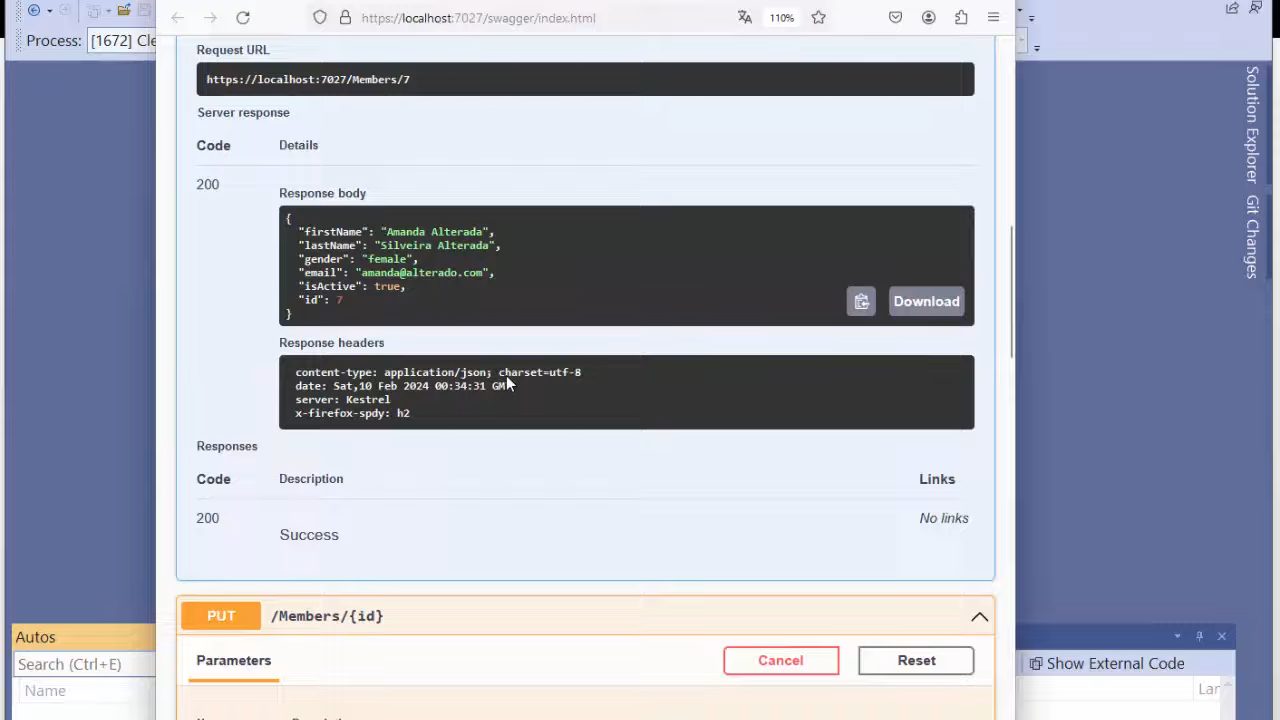 https://localhost:7027/swagger/index.html
110%
Process: [1672] Cle
Request URL
https://localhost:7027/Members/7
Server response
Code Details
200
Response body
{
"firstName": "Amanda Alterada",
"lastName": "Silveira Alterada",
"gender": "female",
"email": "amanda@alterado.com",
"isActive": true,
"id": 7
}
Download
Response headers
content-type: application/json; charset=utf-8
date: Sat,10 Feb 2024 00:34:31 GMT
server: Kestrel
x-firefox-spdy: h2
Responses
Code Description Links
200 No links
Success
PUT /Members/{id}
Parameters Cancel Reset
Solution Explorer
Git Changes
Autos
Search (Ctrl+E)
Show External Code
Name
Lar